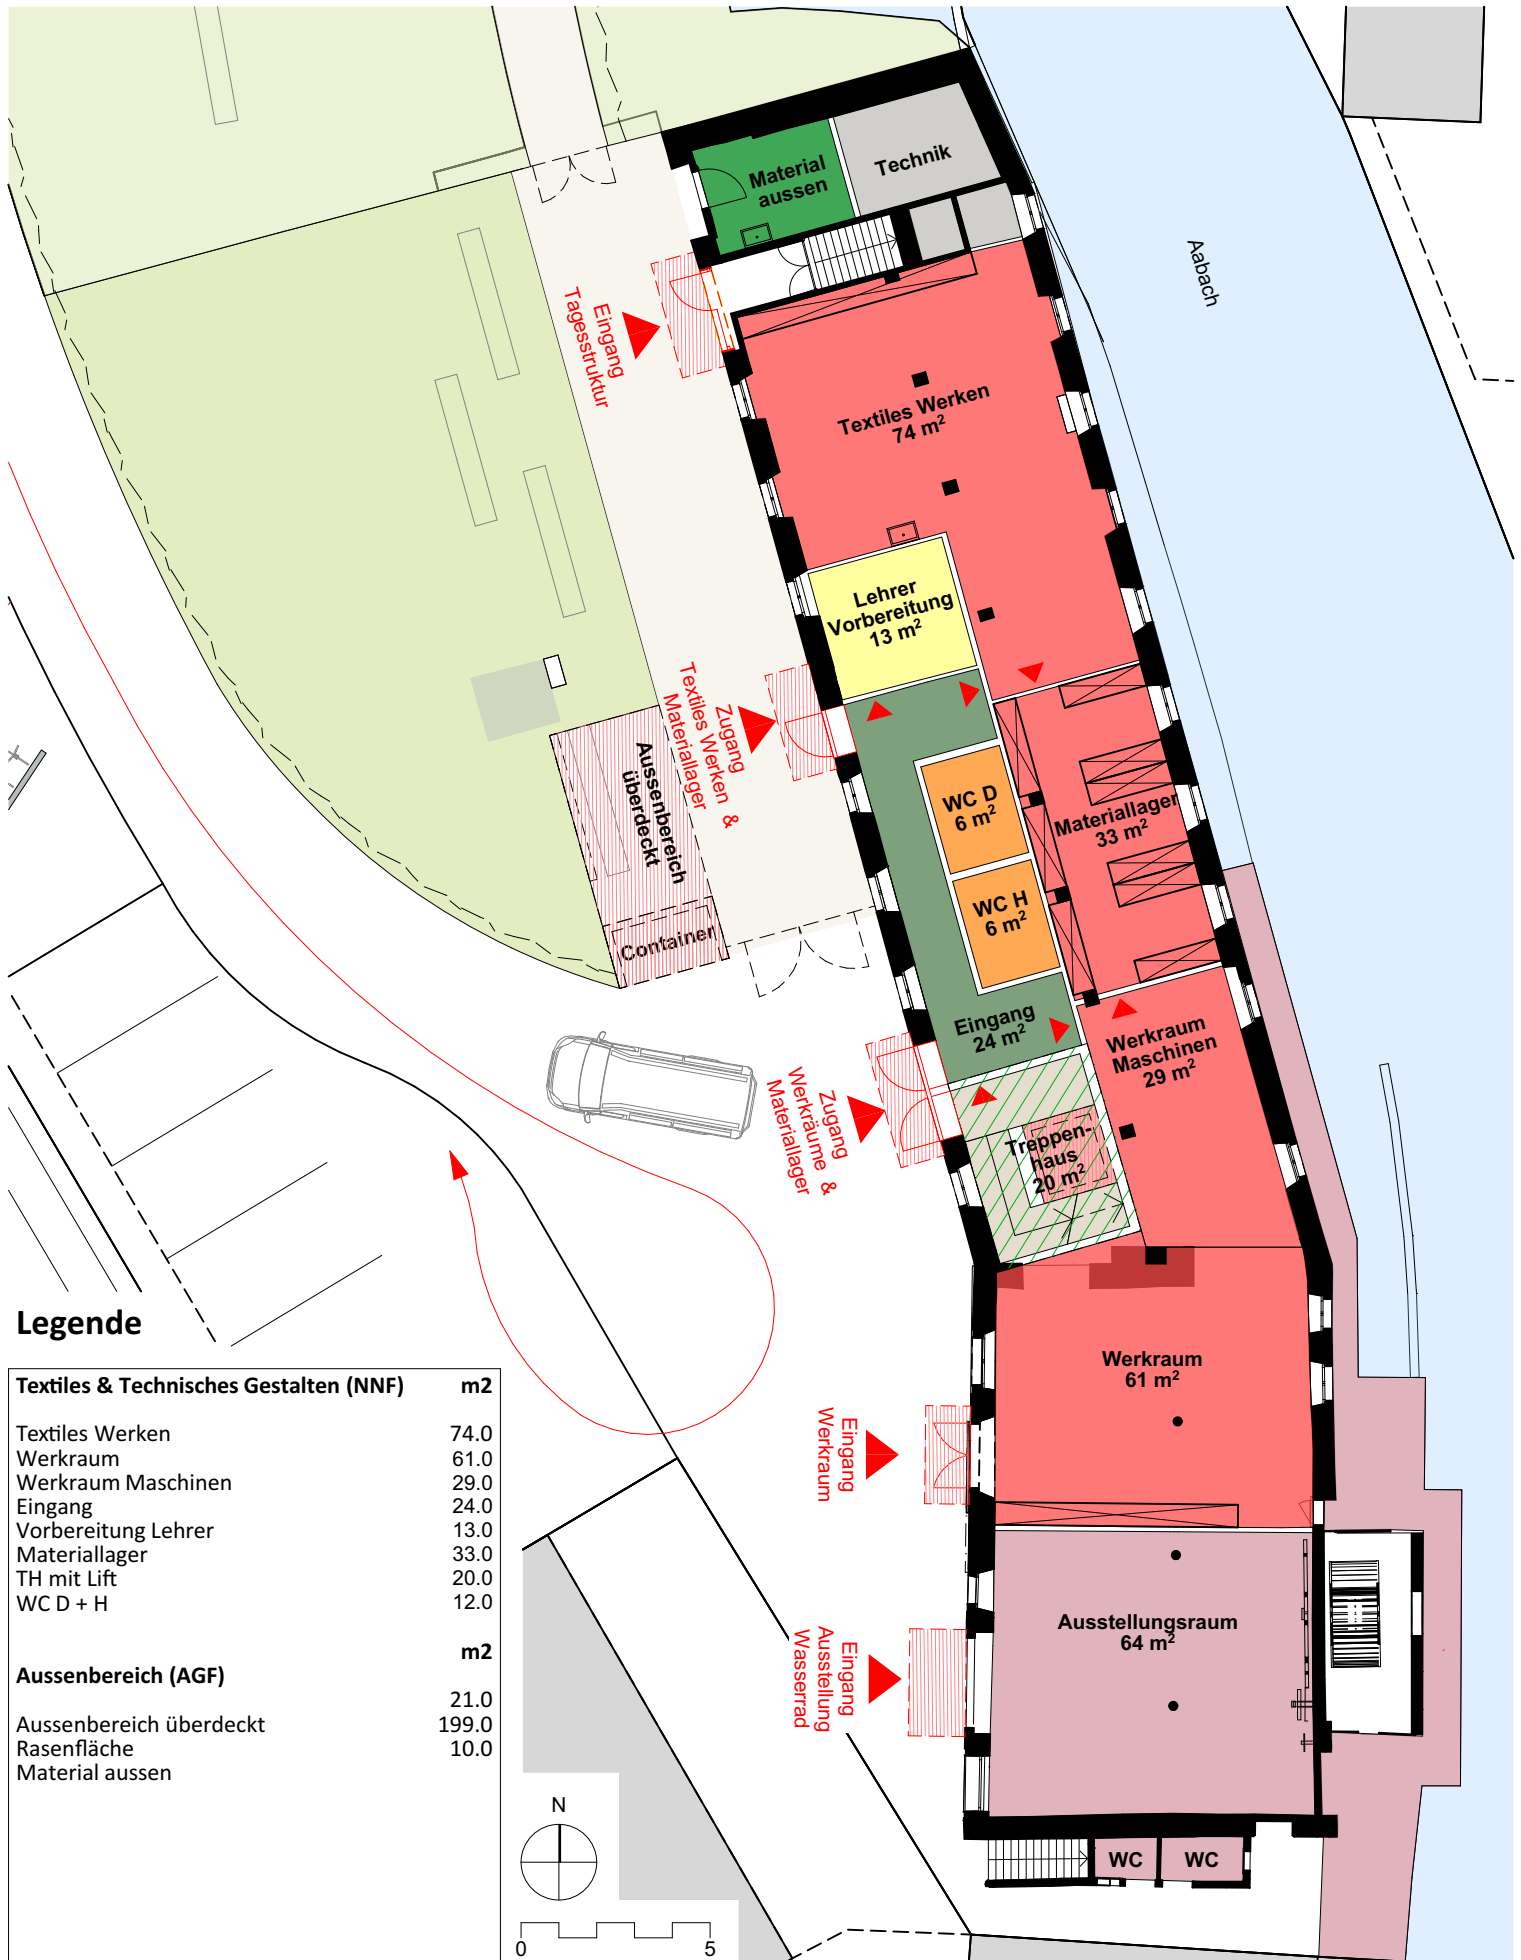 Material
aussen
Technik
Aabach
Eingang
Tagesstruktur
Textiles Werken
74 m²
Lehrer
Vorbereitung
13 m²
Zugang
Textiles Werken &
Materiallager
Aussenbereich
überdeckt
Container
WC D
6 m²
Materiallager
33 m²
WC H
6 m²
Eingang
24 m²
Werkraum
Maschinen
29 m²
Zugang
Werkräume &
Materiallager
Treppen-
haus
20 m²
Werkraum
61 m²
Eingang
Werkraum
Ausstellungsraum
64 m²
Eingang
Ausstellung
Wasserrad
WC
WC
Legende
Textiles & Technisches Gestalten (NNF) m2
Textiles Werken 74.0
Werkraum 61.0
Werkraum Maschinen 29.0
Eingang 24.0
Vorbereitung Lehrer 13.0
Materiallager 33.0
TH mit Lift 20.0
WC D + H 12.0
m2
Aussenbereich (AGF)
21.0
Aussenbereich überdeckt 199.0
Rasenfläche 10.0
Material aussen
N
0 5